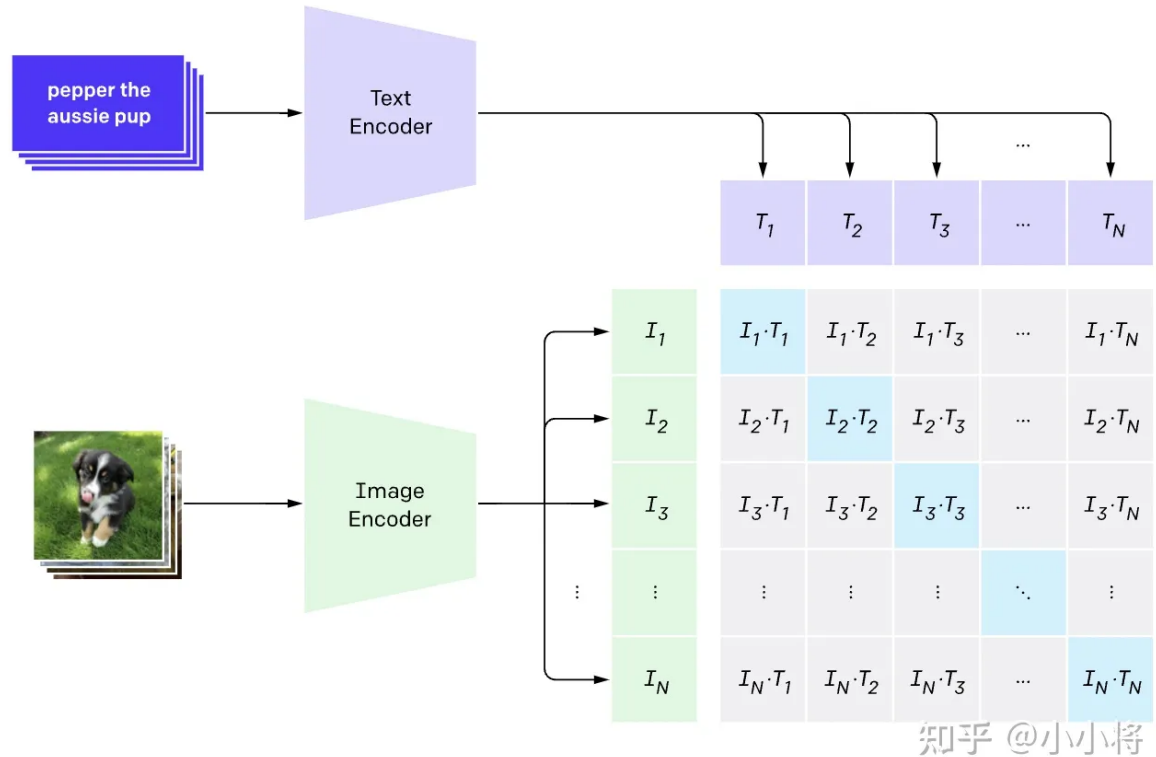 pepper the
aussie pup
Text
Encoder
...
T1 T2 T3 ... TN
I1 I1·T1 I1·T2 I1·T3 ... I1·TN
I2 I2·T1 I2·T2 I2·T3 ... I2·TN
Image
Encoder
I3 I3·T1 I3·T2 I3·T3 ... I3·TN
⋮ ⋮ ⋮ ⋮ ⋮ ⋱ ⋮
IN IN·T1 IN·T2 IN·T3 ... IN·TN
知乎 @小小将